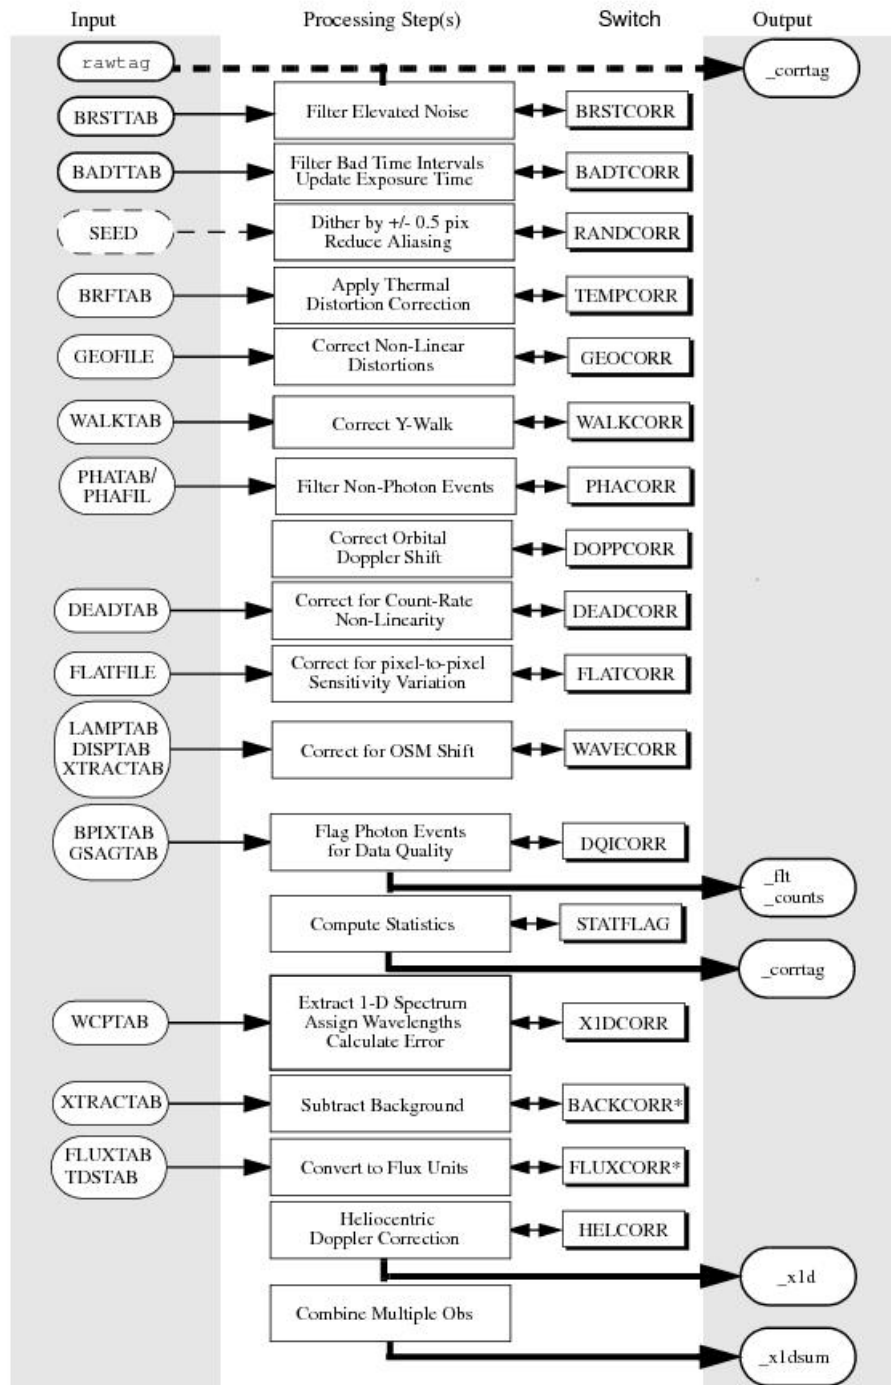 Input Processing Step(s) Switch Output
rawtag
_corrtag
BRSTTAB
Filter Elevated Noise
BRSTCORR
BADTTAB
Filter Bad Time Intervals
Update Exposure Time
BADTCORR
SEED
Dither by +/- 0.5 pix
Reduce Aliasing
RANDCORR
BRFTAB
Apply Thermal
Distortion Correction
TEMPCORR
GEOFILE
Correct Non-Linear
Distortions
GEOCORR
WALKTAB
Correct Y-Walk
WALKCORR
PHATAB/
PHAFIL
Filter Non-Photon Events
PHACORR
Correct Orbital
Doppler Shift
DOPPCORR
DEADTAB
Correct for Count-Rate
Non-Linearity
DEADCORR
FLATFILE
Correct for pixel-to-pixel
Sensitivity Variation
FLATCORR
LAMPTAB
DISPTAB
XTRACTAB
Correct for OSM Shift
WAVECORR
BPIXTAB
GSAGTAB
Flag Photon Events
for Data Quality
DQICORR
_flt
_counts
Compute Statistics
STATFLAG
_corrtag
WCPTAB
Extract 1-D Spectrum
Assign Wavelengths
Calculate Error
X1DCORR
XTRACTAB
Subtract Background
BACKCORR*
FLUXTAB
TDSTAB
Convert to Flux Units
FLUXCORR*
Heliocentric
Doppler Correction
HELCORR
_x1d
Combine Multiple Obs
_x1dsum